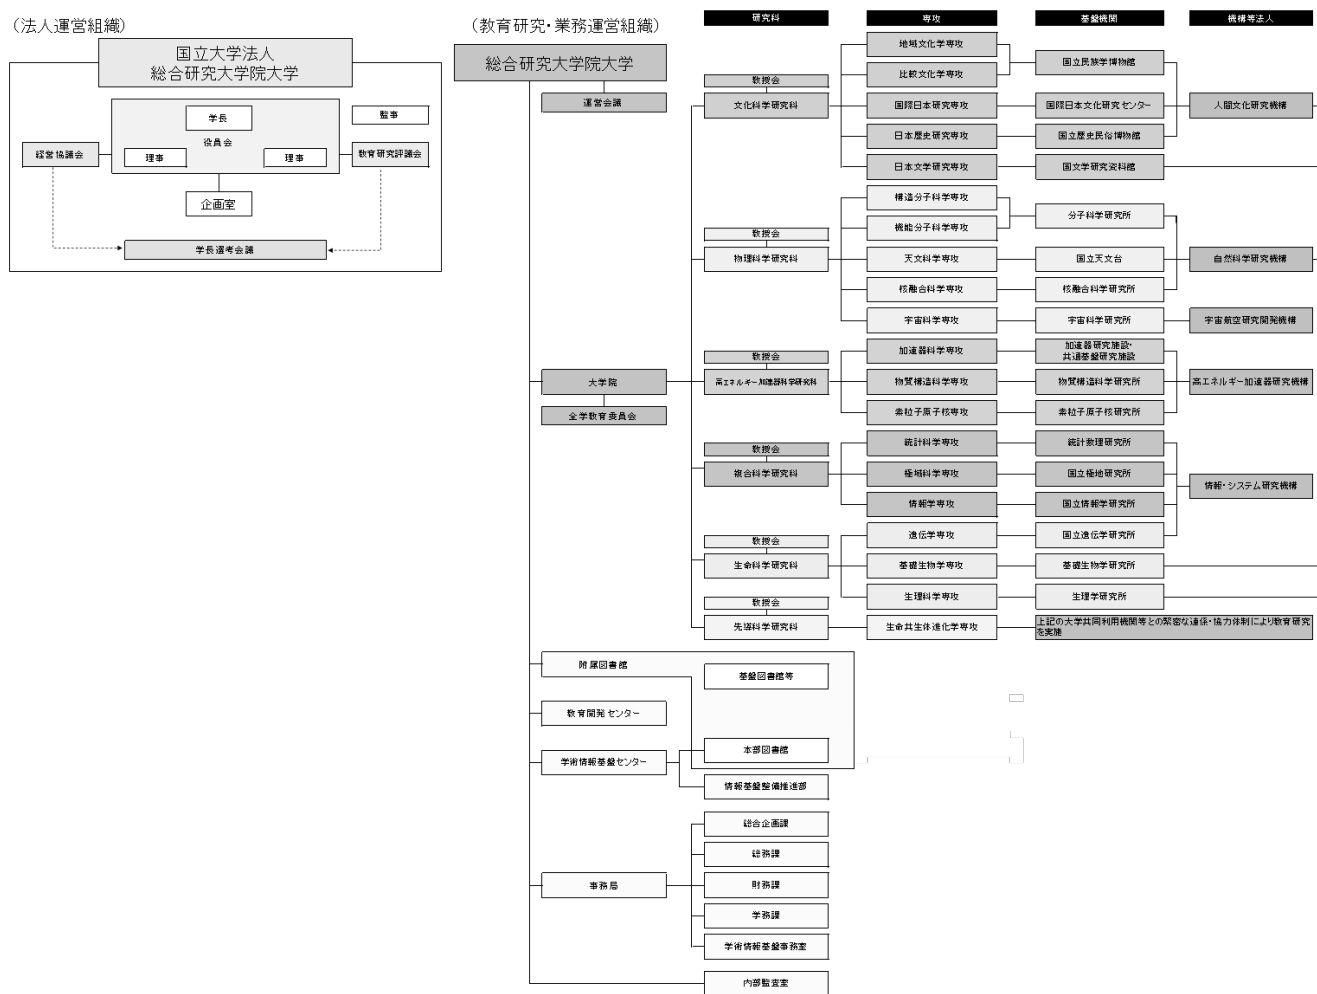 （法人運営組織）
国立大学法人
総合研究大学院大学
学長
役員会
理事
理事
監事
経営協議会
教育研究評議会
企画室
学長選考会議
（教育研究・業務運営組織）
総合研究大学院大学
運営会議
大学院
全学教育委員会
研究科
専攻
基盤機関
機構等法人
教授会
文化科学研究科
地域文化学専攻
比較文化学専攻
国際日本研究専攻
日本歴史研究専攻
日本文学研究専攻
国立民族学博物館
国際日本文化研究センター
国立歴史民俗博物館
国文学研究資料館
人間文化研究機構
教授会
物理科学研究科
構造分子科学専攻
機能分子科学専攻
天文科学専攻
核融合科学専攻
宇宙科学専攻
分子科学研究所
国立天文台
核融合科学研究所
宇宙科学研究所
自然科学研究機構
宇宙航空研究開発機構
教授会
高エネルギー加速器科学研究科
加速器科学専攻
物質構造科学専攻
素粒子原子核専攻
加速器研究施設・
共通基盤研究施設
物質構造科学研究所
素粒子原子核研究所
高エネルギー加速器研究機構
教授会
複合科学研究科
統計科学専攻
極域科学専攻
情報学専攻
統計数理研究所
国立極地研究所
国立情報学研究所
情報・システム研究機構
教授会
生命科学研究科
遺伝学専攻
基礎生物学専攻
生理科学専攻
国立遺伝学研究所
基礎生物学研究所
生理学研究所
教授会
先導科学研究科
生命共生体進化学専攻
上記の大学共同利用機関等との緊密な連係・協力体制により教育研究
を実施
附属図書館
基盤図書館等
教育開発センター
学術情報基盤センター
本部図書館
情報基盤整備推進部
事務局
総合企画課
総務課
財務課
学務課
学術情報基盤事務室
内部監査室